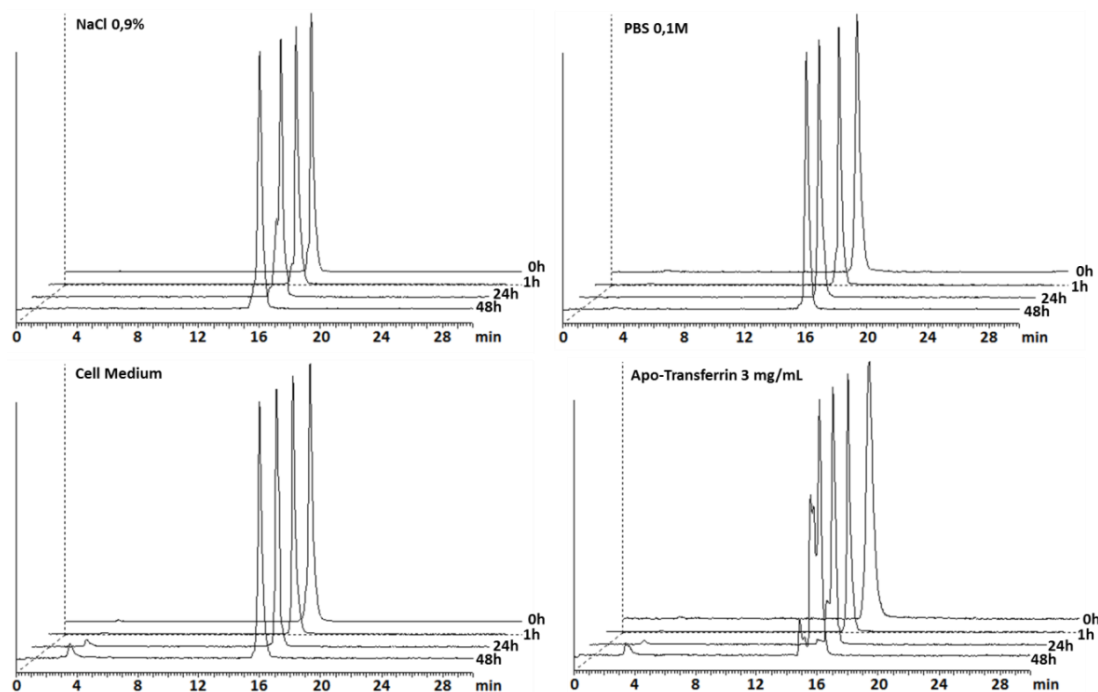 NaCl 0,9%
0h
1h
24h
48h
0 4 8 12 16 20 24 28 min
PBS 0,1M
0h
1h
24h
48h
0 4 8 12 16 20 24 28 min
Cell Medium
0h
1h
24h
48h
0 4 8 12 16 20 24 28 min
Apo-Transferrin 3 mg/mL
0h
1h
24h
48h
0 4 8 12 16 20 24 28 min